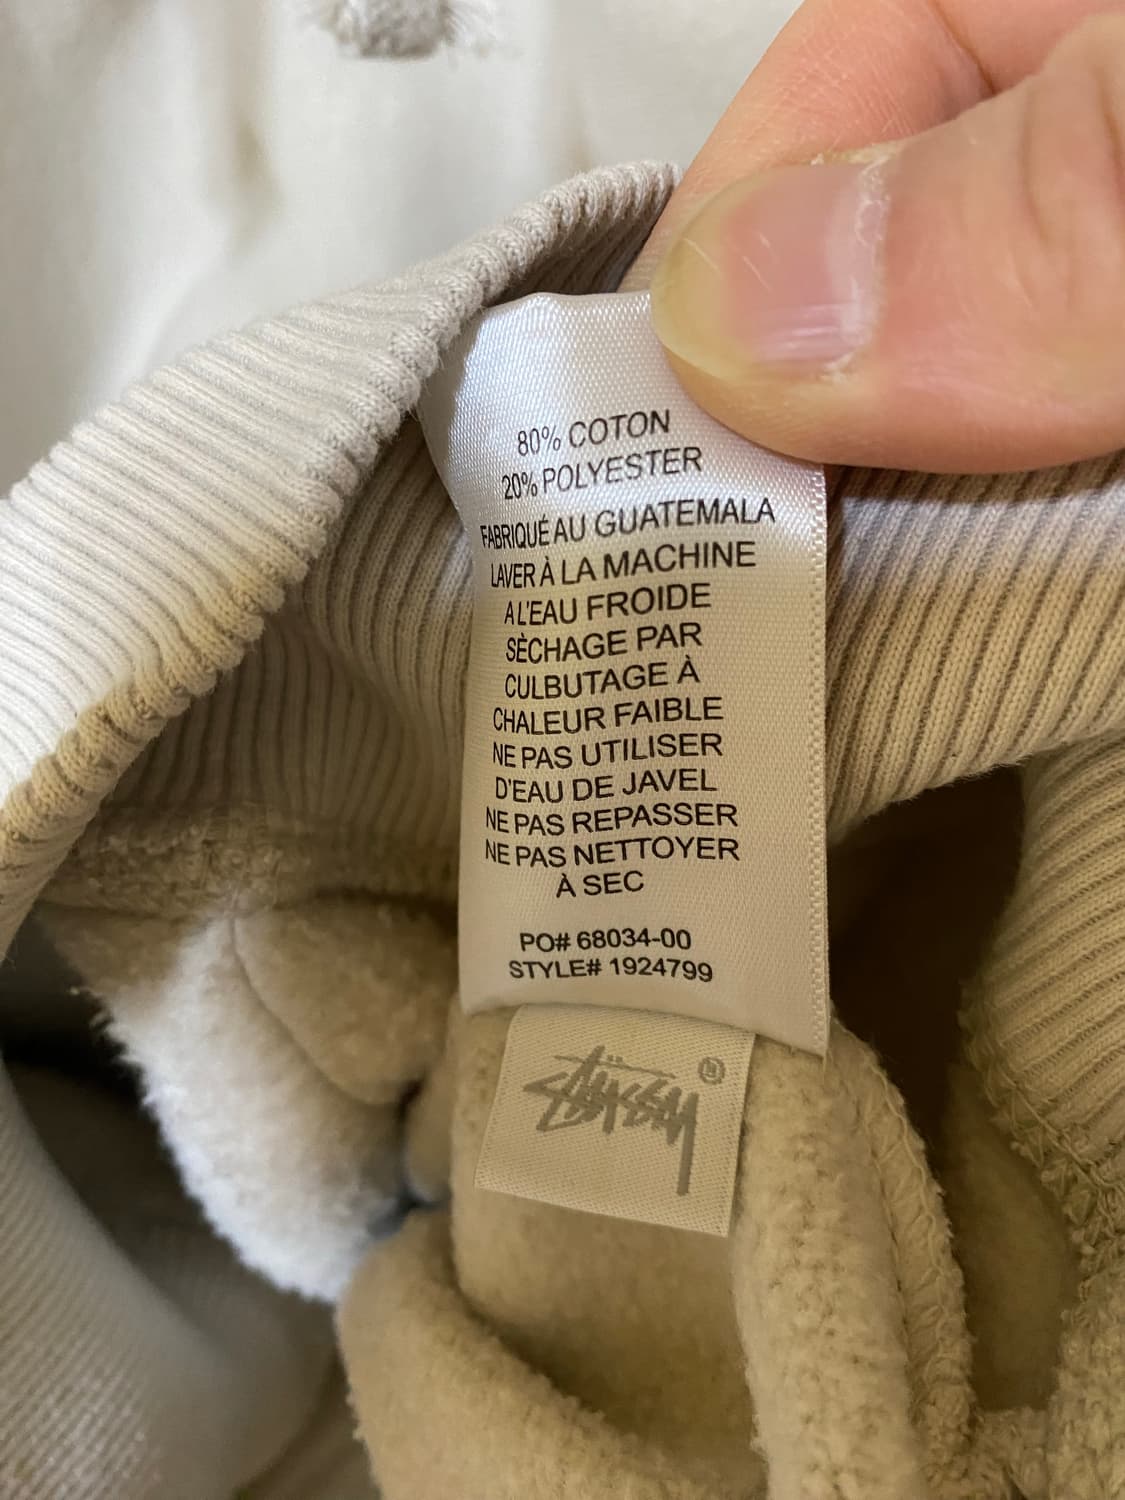 80% COTON
20% POLYESTER
FABRIQUÉ AU GUATEMALA
LAVER À LA MACHINE
A L'EAU FROIDE
SÈCHAGE PAR
CULBUTAGE À
CHALEUR FAIBLE
NE PAS UTILISER
D'EAU DE JAVEL
NE PAS REPASSER
NE PAS NETTOYER
À SEC
PO# 68034-00
STYLE# 1924799
Stüssy ®